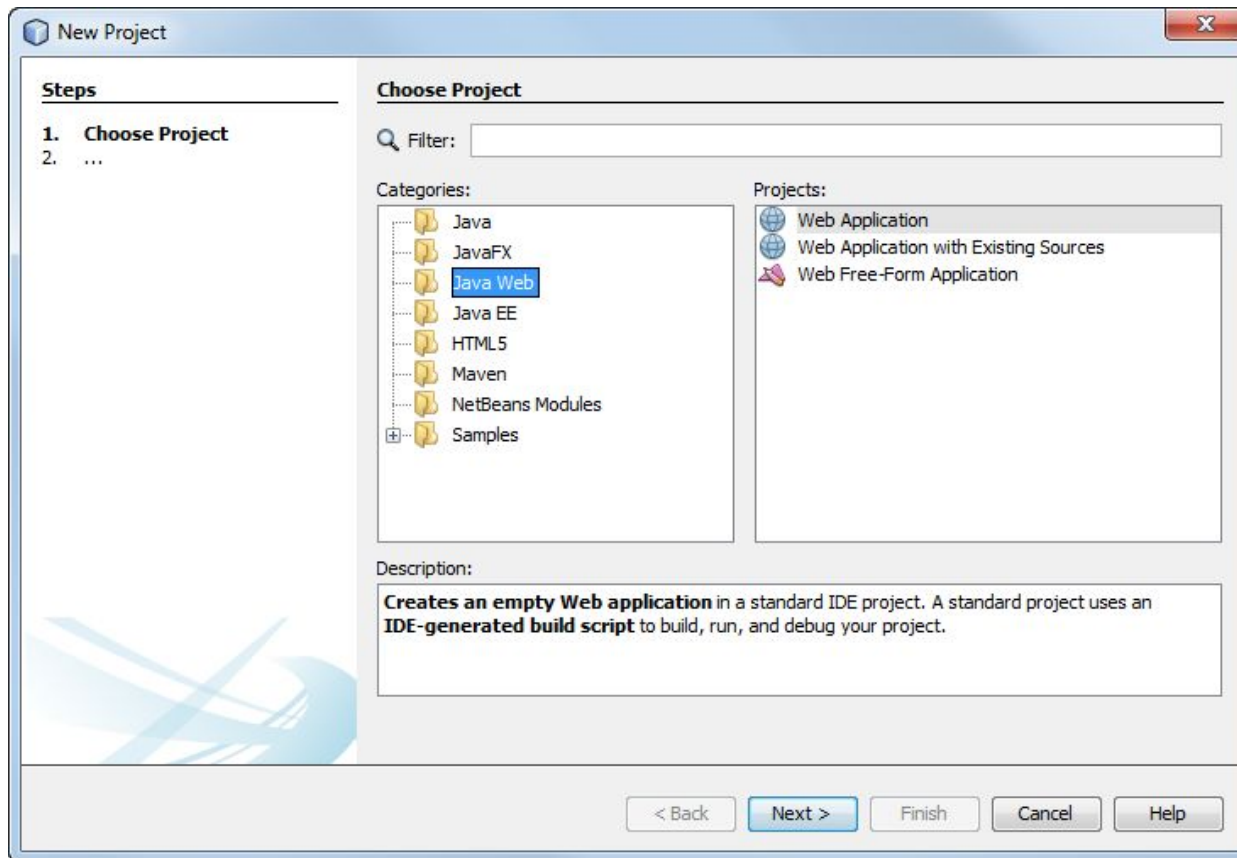 New Project
Steps
1. Choose Project
2. ...
Choose Project
Filter:
Categories:
Java
JavaFX
Java Web
Java EE
HTML5
Maven
NetBeans Modules
Samples
Projects:
Web Application
Web Application with Existing Sources
Web Free-Form Application
Description:
Creates an empty Web application in a standard IDE project. A standard project uses an
IDE-generated build script to build, run, and debug your project.
< Back
Next >
Finish
Cancel
Help